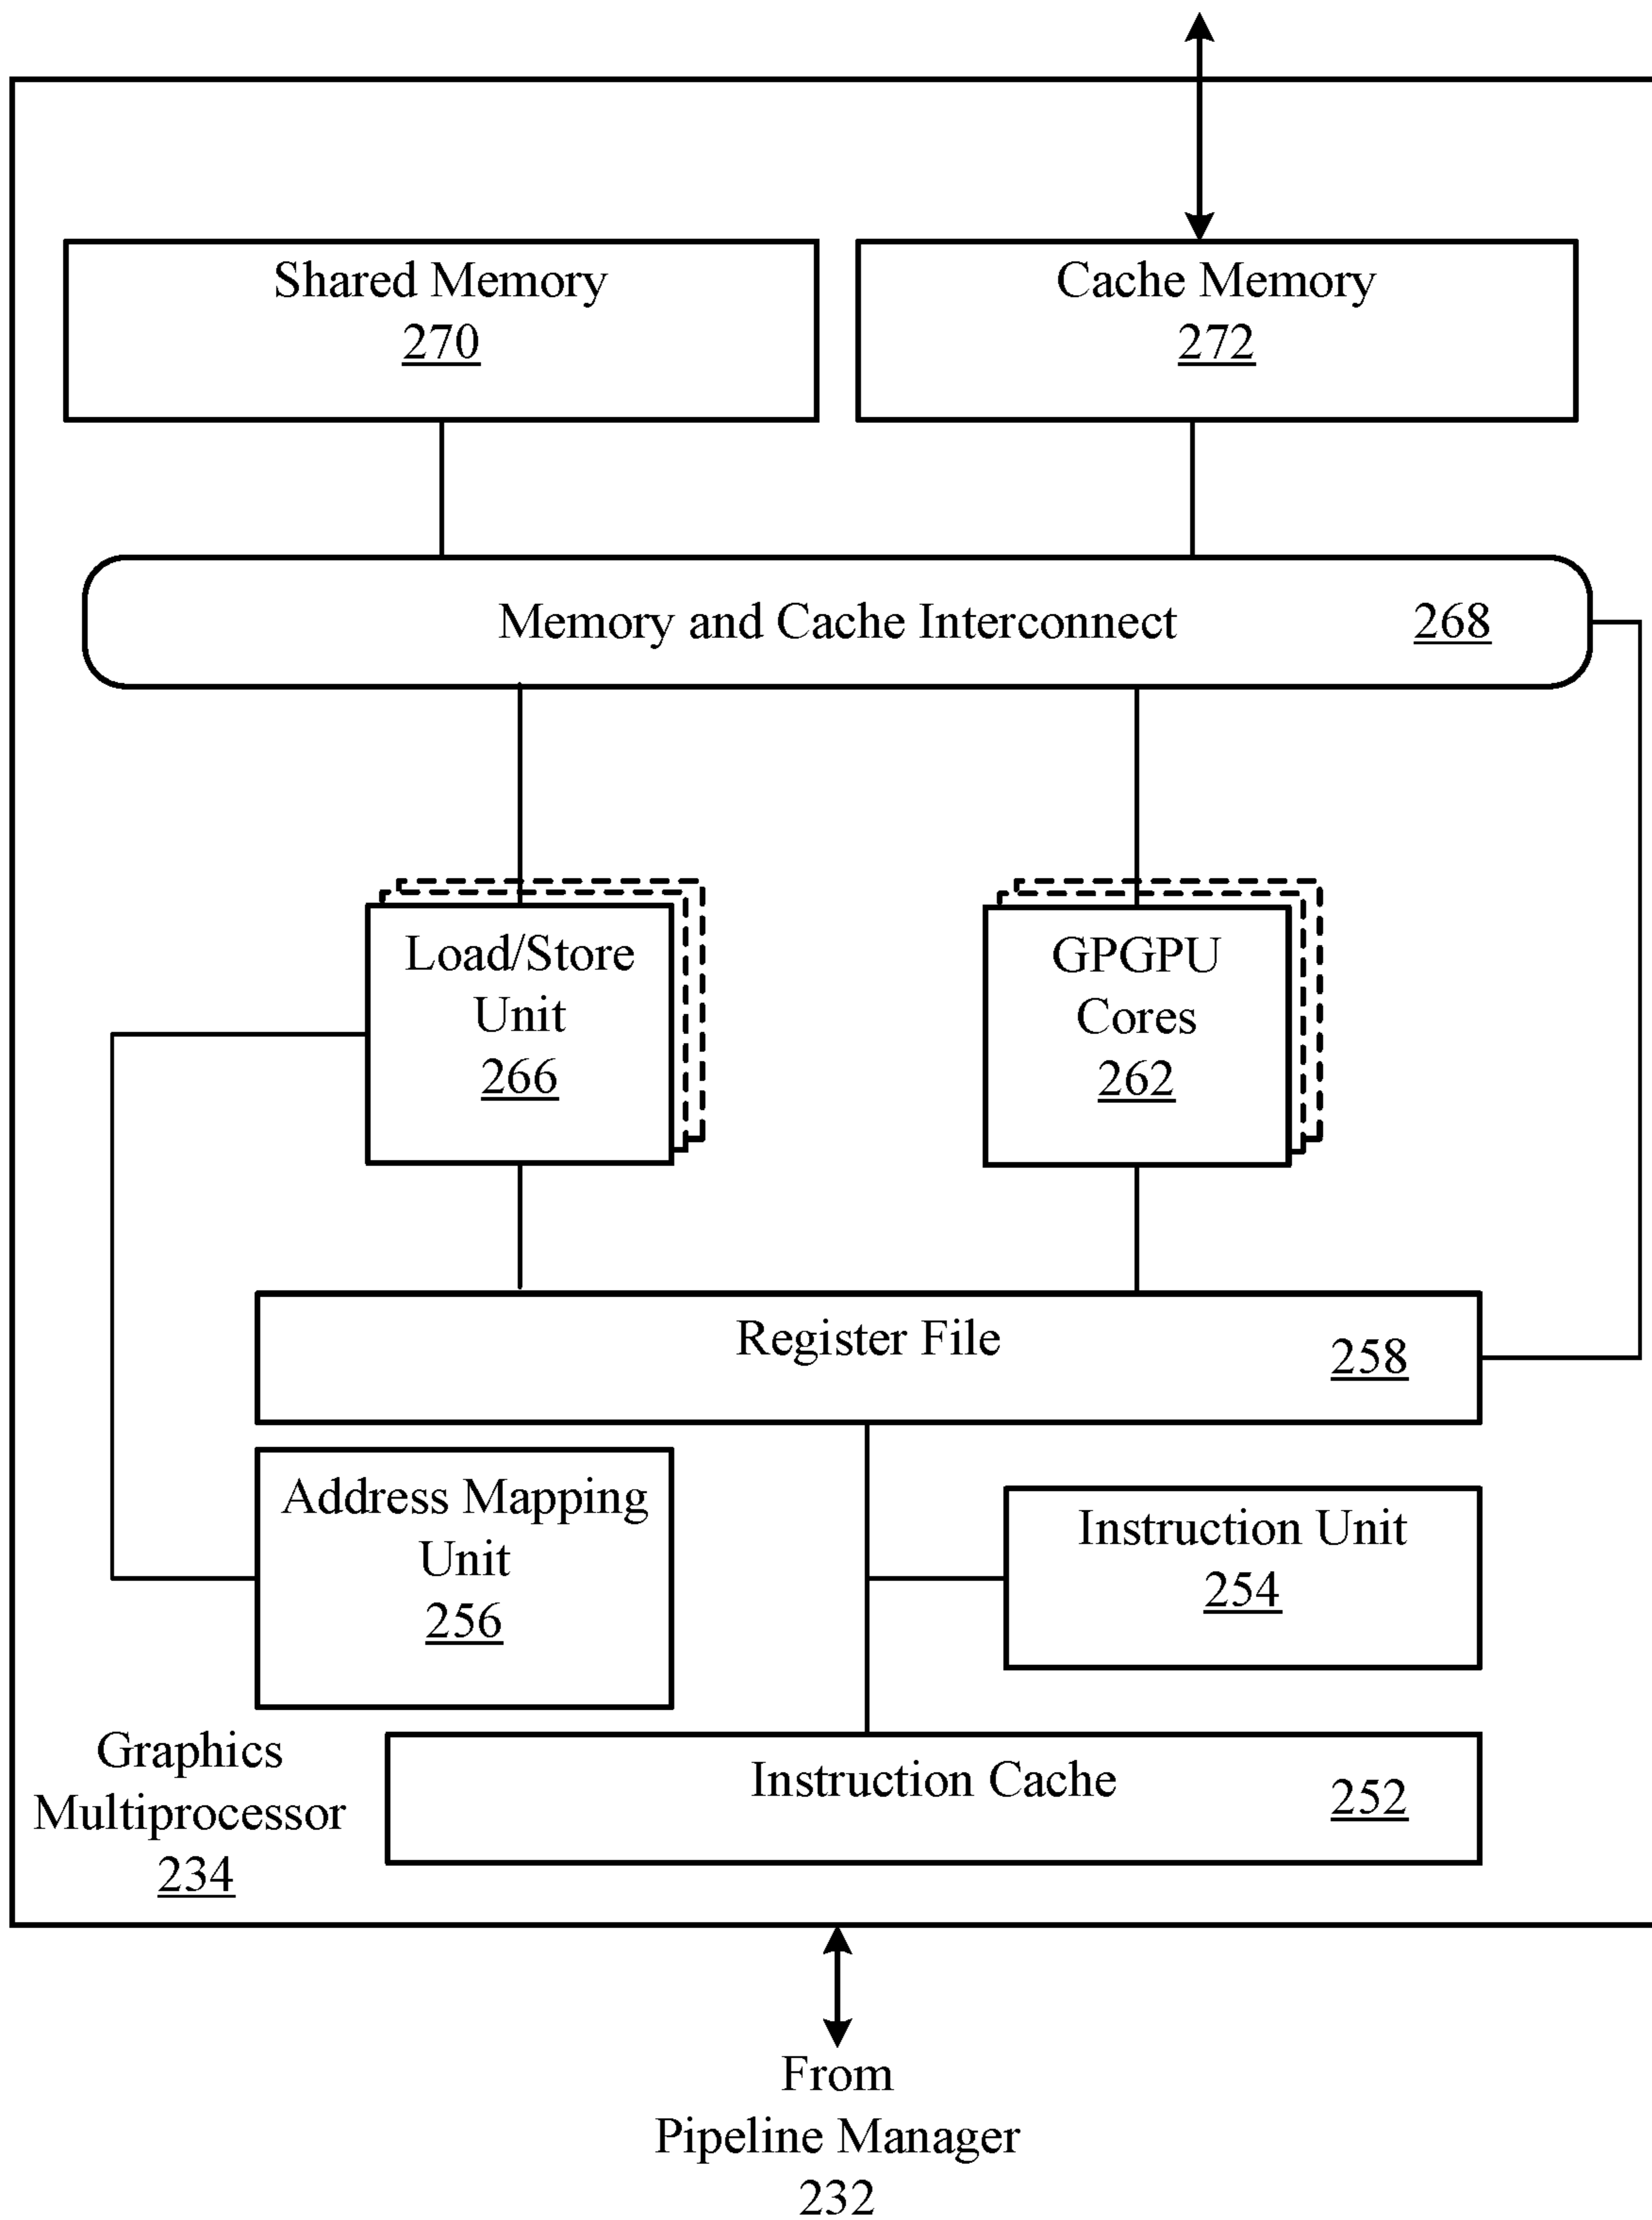 Shared Memory
270
Cache Memory
272
Memory and Cache Interconnect 268
Load/Store
Unit
266
GPGPU
Cores
262
Register File 258
Address Mapping
Unit
256
Instruction Unit
254
Graphics
Multiprocessor
234
Instruction Cache 252
From
Pipeline Manager
232